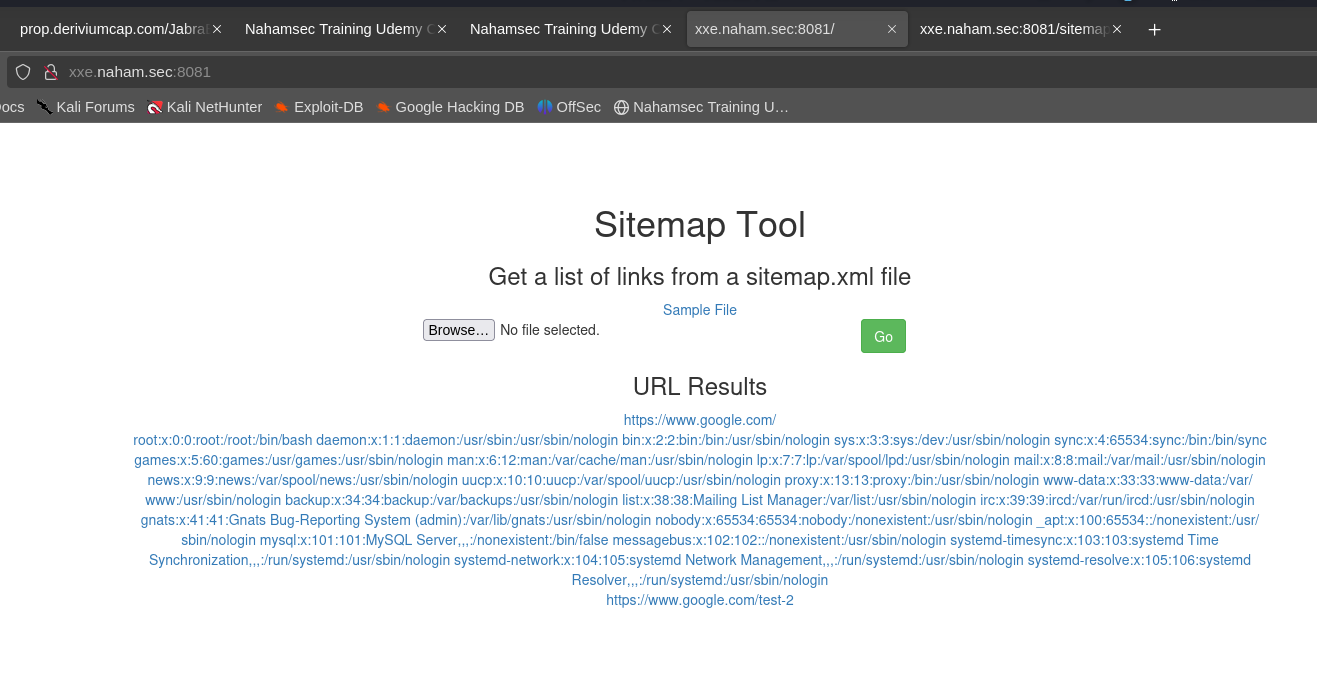 prop.deriviumcap.com/Jabra
Nahamsec Training Udemy C
Nahamsec Training Udemy C
xxe.naham.sec:8081/
xxe.naham.sec:8081/sitemap
xxe.naham.sec:8081
Docs
Kali Forums
Kali NetHunter
Exploit-DB
Google Hacking DB
OffSec
Nahamsec Training U…
Sitemap Tool
Get a list of links from a sitemap.xml file
Sample File
Browse… No file selected.
Go
URL Results
https://www.google.com/
root:x:0:0:root:/root:/bin/bash daemon:x:1:1:daemon:/usr/sbin:/usr/sbin/nologin bin:x:2:2:bin:/bin:/usr/sbin/nologin sys:x:3:3:sys:/dev:/usr/sbin/nologin sync:x:4:65534:sync:/bin:/bin/sync
games:x:5:60:games:/usr/games:/usr/sbin/nologin man:x:6:12:man:/var/cache/man:/usr/sbin/nologin lp:x:7:7:lp:/var/spool/lpd:/usr/sbin/nologin mail:x:8:8:mail:/var/mail:/usr/sbin/nologin
news:x:9:9:news:/var/spool/news:/usr/sbin/nologin uucp:x:10:10:uucp:/var/spool/uucp:/usr/sbin/nologin proxy:x:13:13:proxy:/bin:/usr/sbin/nologin www-data:x:33:33:www-data:/var/
www:/usr/sbin/nologin backup:x:34:34:backup:/var/backups:/usr/sbin/nologin list:x:38:38:Mailing List Manager:/var/list:/usr/sbin/nologin irc:x:39:39:ircd:/var/run/ircd:/usr/sbin/nologin
gnats:x:41:41:Gnats Bug-Reporting System (admin):/var/lib/gnats:/usr/sbin/nologin nobody:x:65534:65534:nobody:/nonexistent:/usr/sbin/nologin _apt:x:100:65534::/nonexistent:/usr/
sbin/nologin mysql:x:101:101:MySQL Server,,,:/nonexistent:/bin/false messagebus:x:102:102::/nonexistent:/usr/sbin/nologin systemd-timesync:x:103:103:systemd Time
Synchronization,,,:/run/systemd:/usr/sbin/nologin systemd-network:x:104:105:systemd Network Management,,,:/run/systemd:/usr/sbin/nologin systemd-resolve:x:105:106:systemd
Resolver,,,:/run/systemd:/usr/sbin/nologin
https://www.google.com/test-2